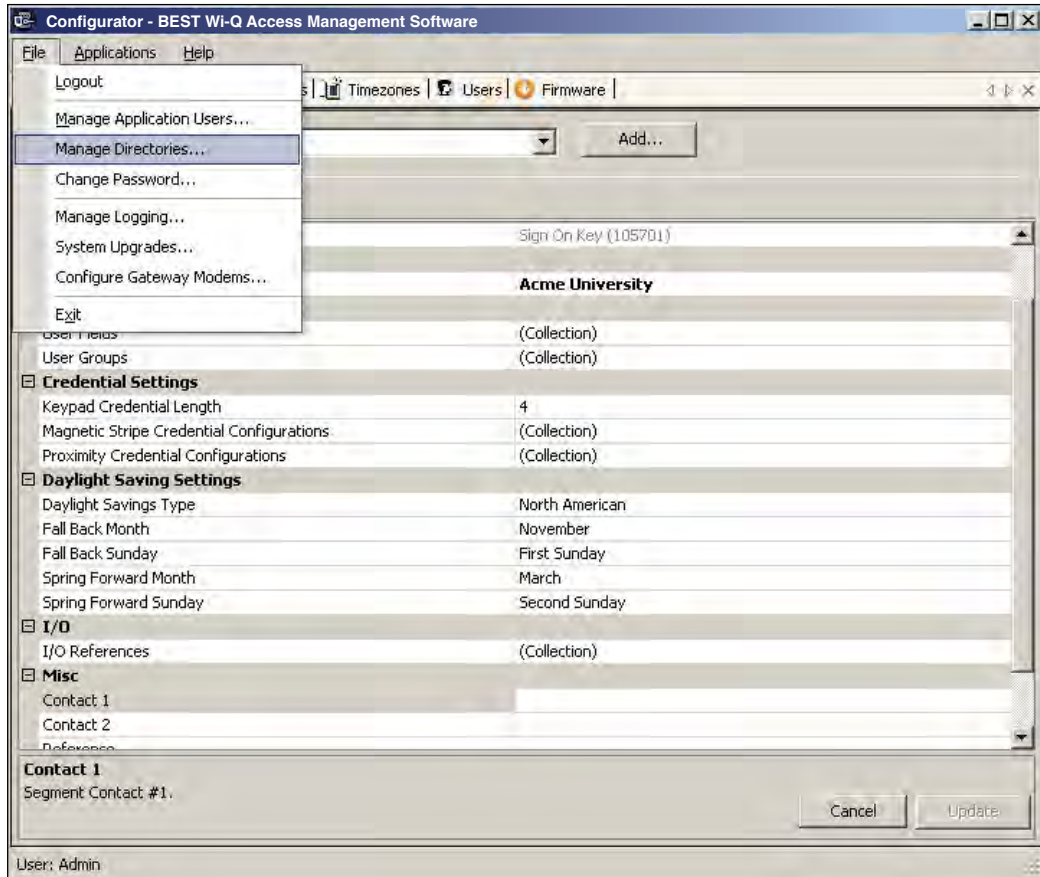 Configurator - BEST Wi-Q Access Management Software
File Applications Help
Logout
Manage Application Users...
Manage Directories...
Change Password...
Manage Logging...
System Upgrades...
Configure Gateway Modems...
Exit
s Timezones Users Firmware
Add...
Sign On Key (105701)
Acme University
User Fields (Collection)
User Groups (Collection)
Credential Settings
Keypad Credential Length 4
Magnetic Stripe Credential Configurations (Collection)
Proximity Credential Configurations (Collection)
Daylight Saving Settings
Daylight Savings Type North American
Fall Back Month November
Fall Back Sunday First Sunday
Spring Forward Month March
Spring Forward Sunday Second Sunday
I/O
I/O References (Collection)
Misc
Contact 1
Contact 2
Reference
Contact 1
Segment Contact #1.
Cancel Update
User: Admin